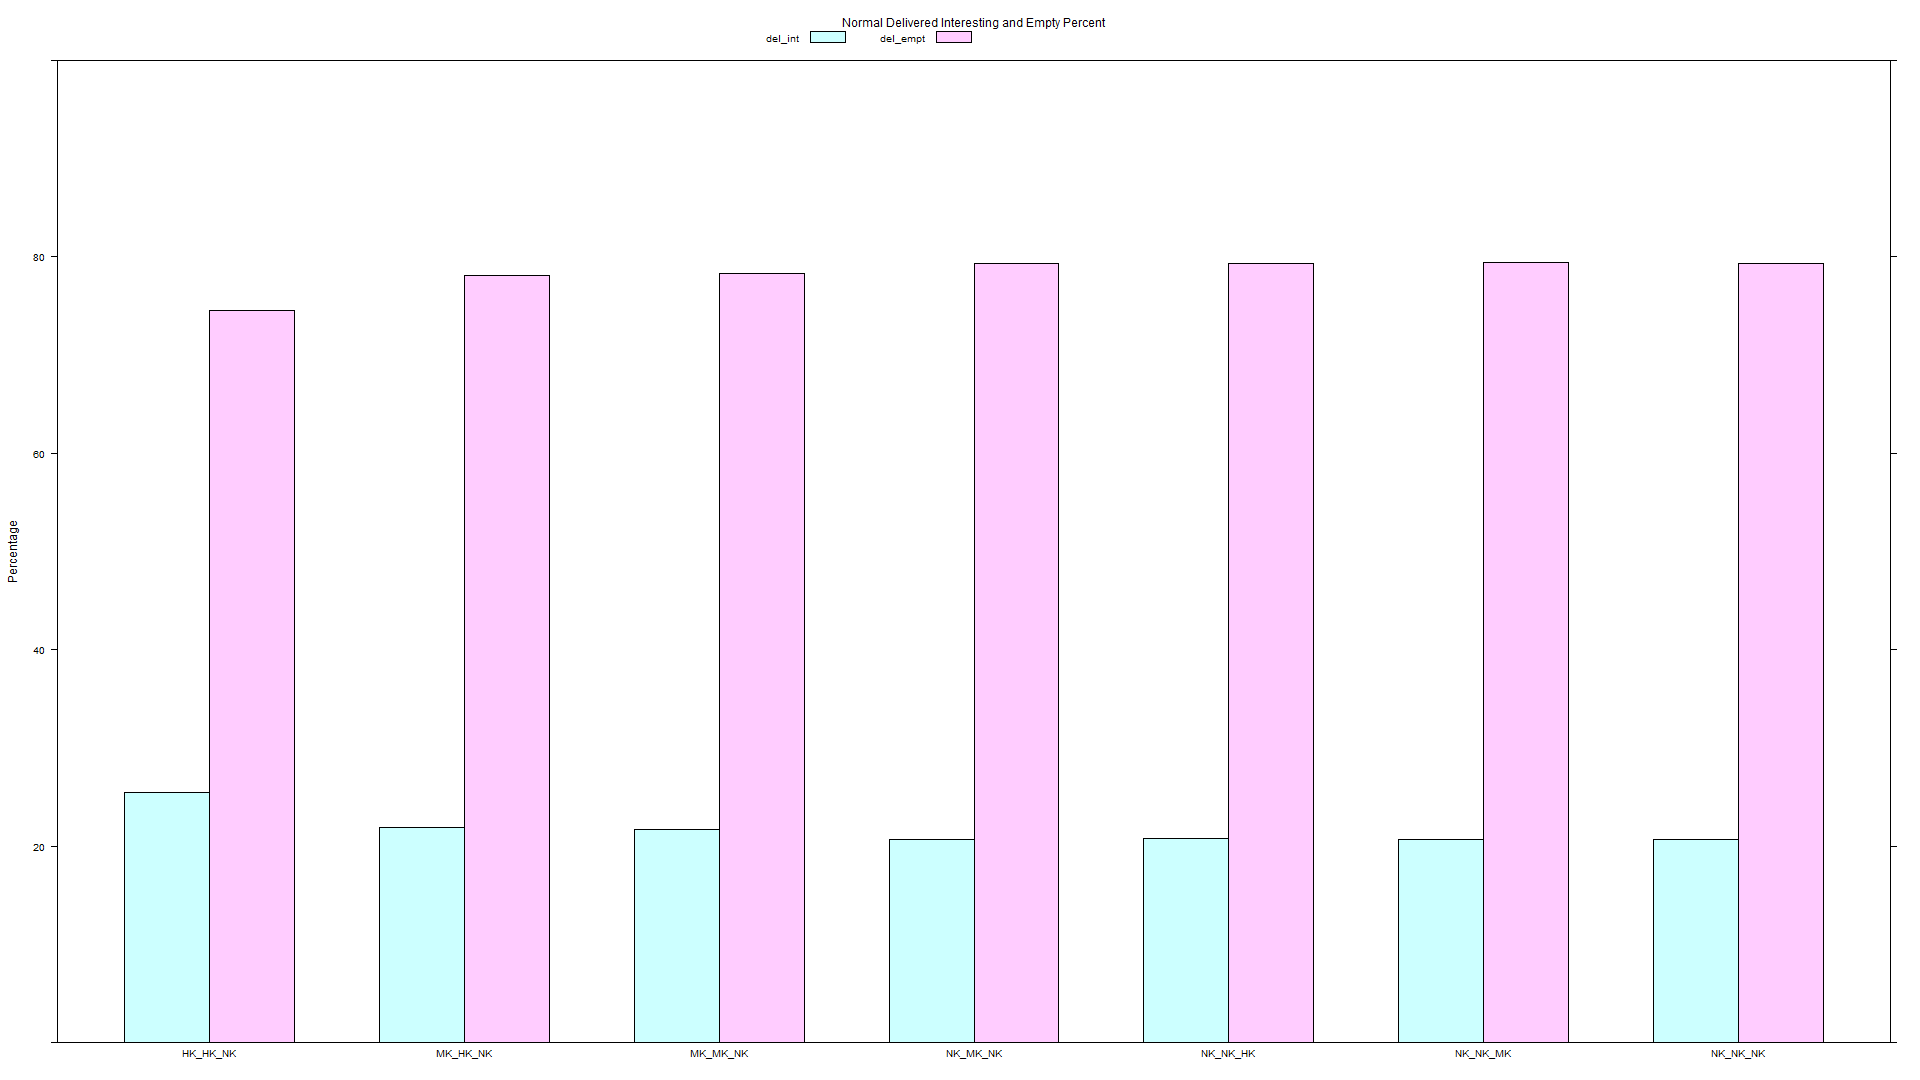 Normal Delivered Interesting and Empty Percent
del_int del_empt
80
60
40
20
Percentage
HK_HK_NK MK_HK_NK MK_MK_NK NK_MK_NK NK_NK_HK NK_NK_MK NK_NK_NK